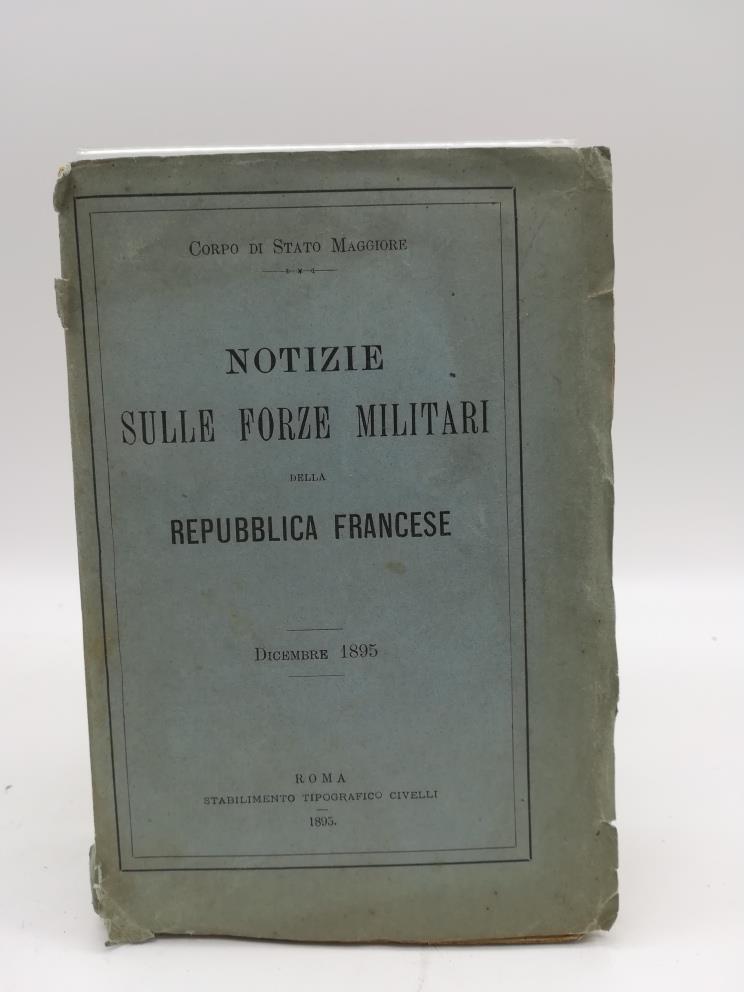 CORPO DI STATO MAGGIORE
NOTIZIE
SULLE FORZE MILITARI
DELLA
REPUBBLICA FRANCESE
DICEMBRE 1895
ROMA
STABILIMENTO TIPOGRAFICO CIVELLI
1895.